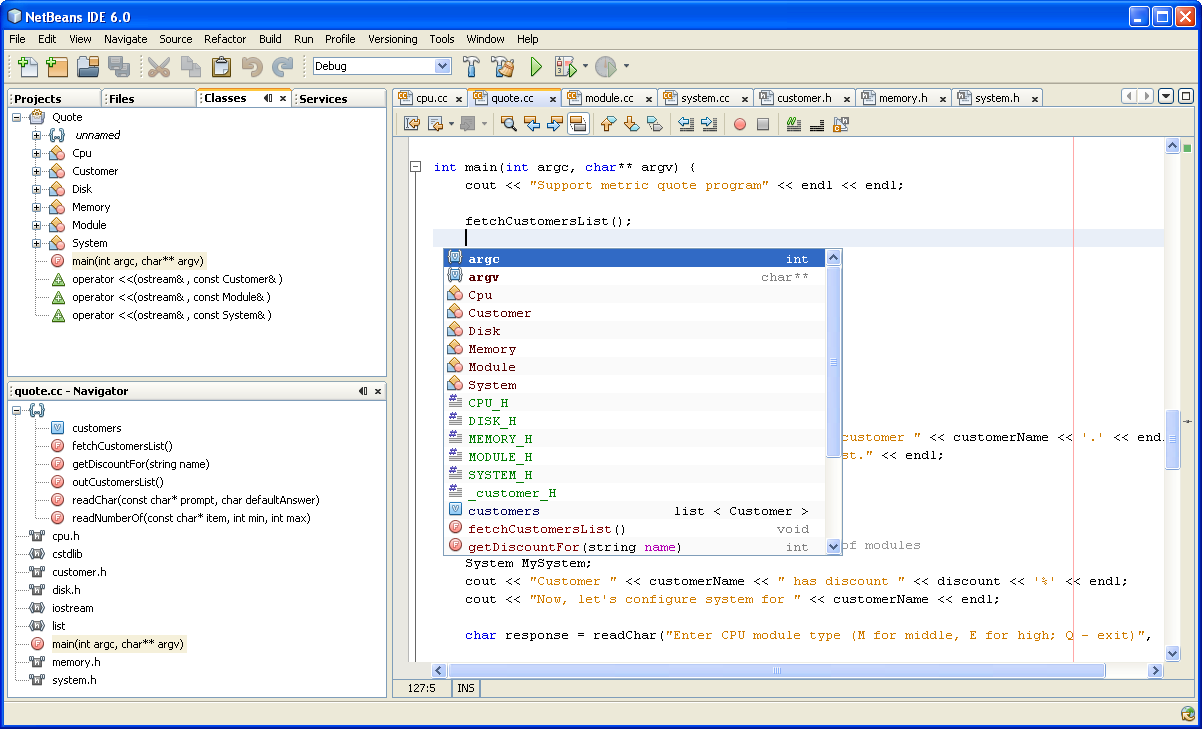 NetBeans IDE 6.0
File Edit View Navigate Source Refactor Build Run Profile Versioning Tools Window Help
Debug
Projects Files Classes Services
Quote
unnamed
Cpu
Customer
Disk
Memory
Module
System
main(int argc, char** argv)
operator <<(ostream& , const Customer& )
operator <<(ostream& , const Module& )
operator <<(ostream& , const System& )
quote.cc - Navigator
customers
fetchCustomersList()
getDiscountFor(string name)
outCustomersList()
readChar(const char* prompt, char defaultAnswer)
readNumberOf(const char* item, int min, int max)
cpu.h
cstdlib
customer.h
disk.h
iostream
list
main(int argc, char** argv)
memory.h
system.h
cpu.cc quote.cc module.cc system.cc customer.h memory.h system.h
int main(int argc, char** argv) {
cout << "Support metric quote program" << endl << endl;
fetchCustomersList();
argc int
argv char**
Cpu
Customer
Disk
Memory
Module
System
CPU_H
DISK_H
MEMORY_H
MODULE_H
SYSTEM_H
_customer_H
customers list < Customer >
fetchCustomersList() void
getDiscountFor(string name) int
customer " << customerName << '.' << endl
st." << endl;
of modules
System MySystem;
cout << "Customer " << customerName << " has discount " << discount << '%' << endl;
cout << "Now, let's configure system for " << customerName << endl;
char response = readChar("Enter CPU module type (M for middle, E for high; Q - exit)",
127:5 INS